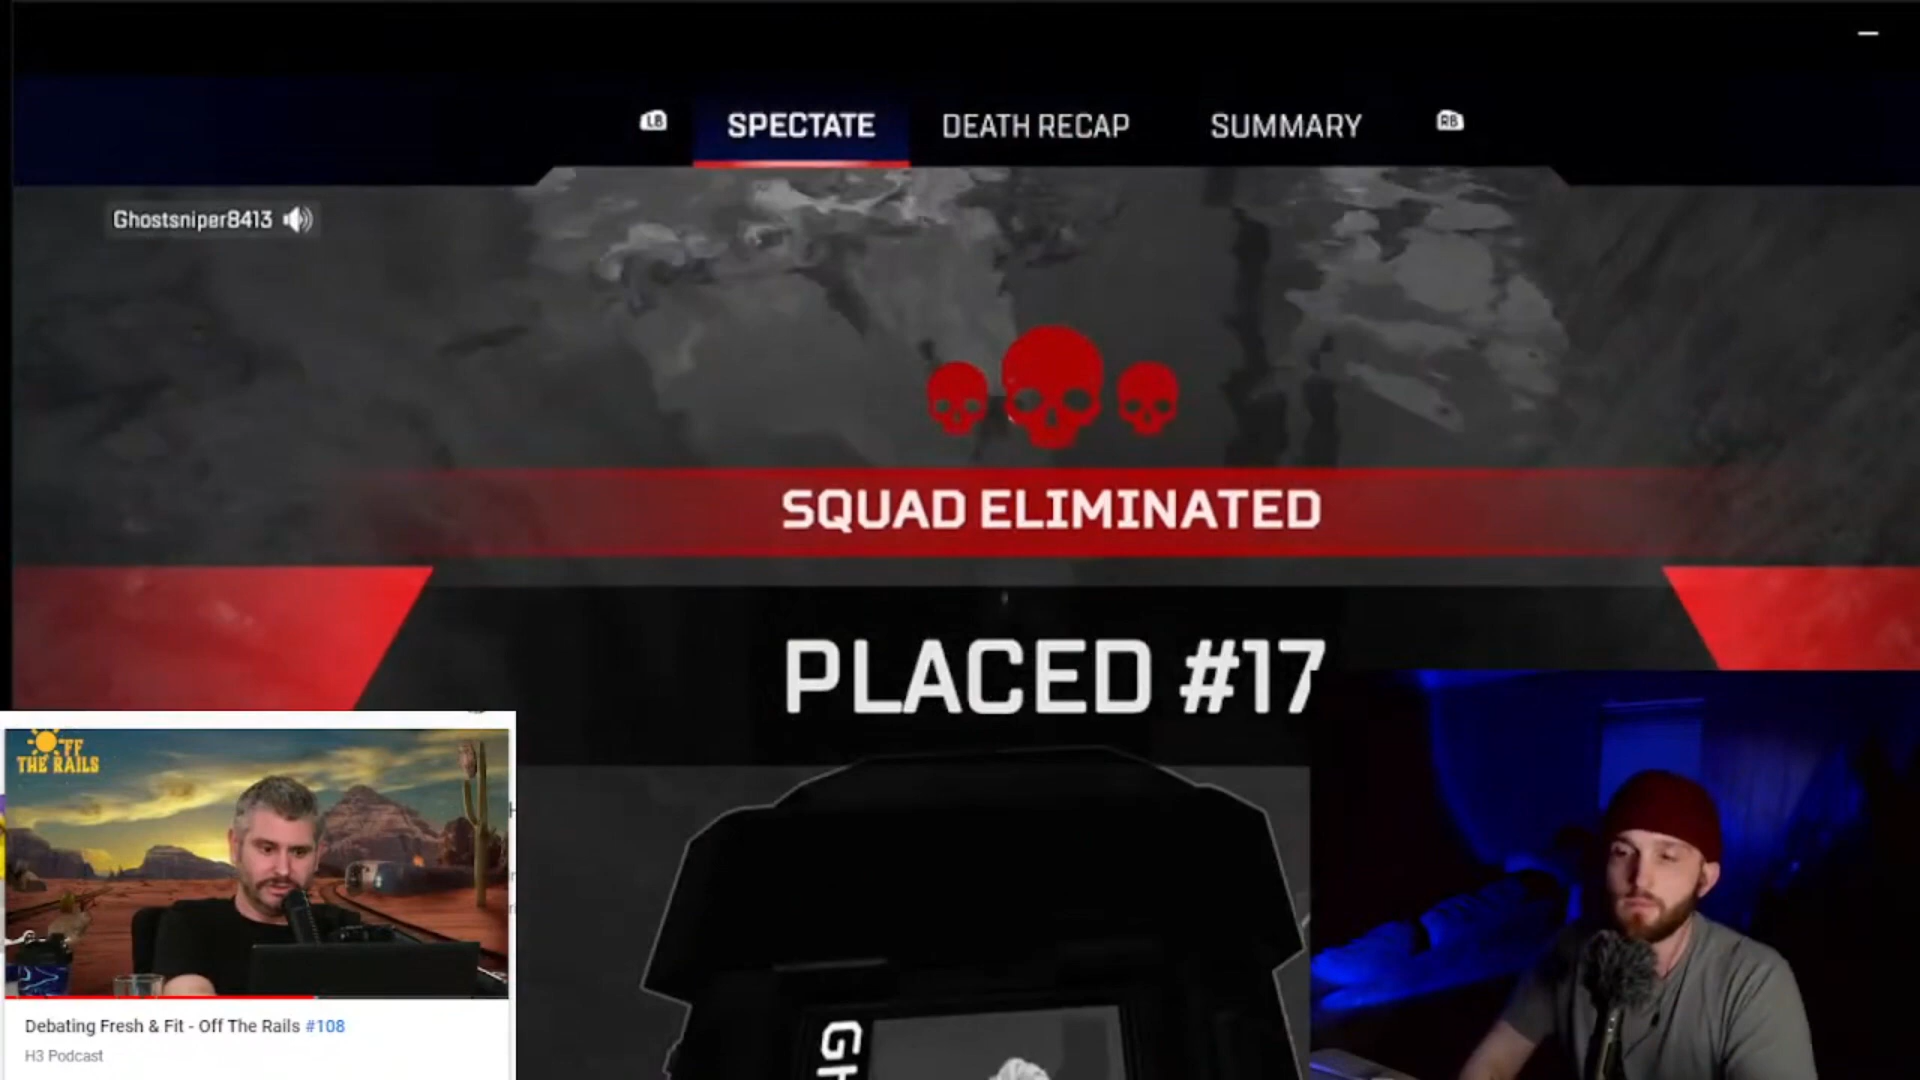 LB SPECTATE DEATH RECAP SUMMARY RB
Ghostsniper8413
SQUAD ELIMINATED
PLACED #17
OFF
THE RAILS
GH
Debating Fresh & Fit - Off The Rails #108
H3 Podcast